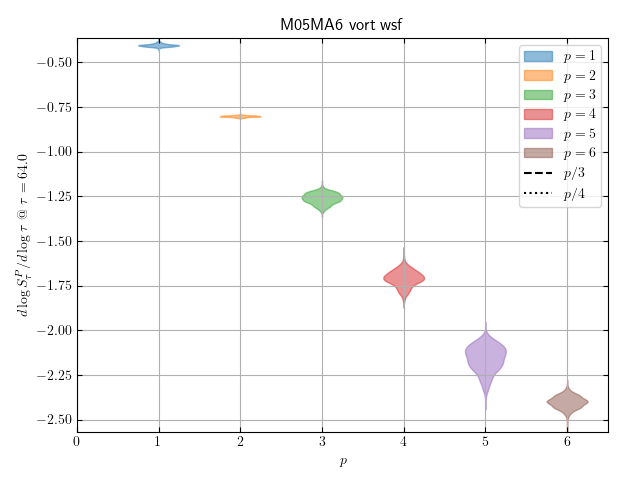 M05MA6 vort wsf
d log S_τ^P / d log τ @ τ = 64.0
−0.50
−0.75
−1.00
−1.25
−1.50
−1.75
−2.00
−2.25
−2.50
0 1 2 3 4 5 6
p
p = 1
p = 2
p = 3
p = 4
p = 5
p = 6
p/3
p/4